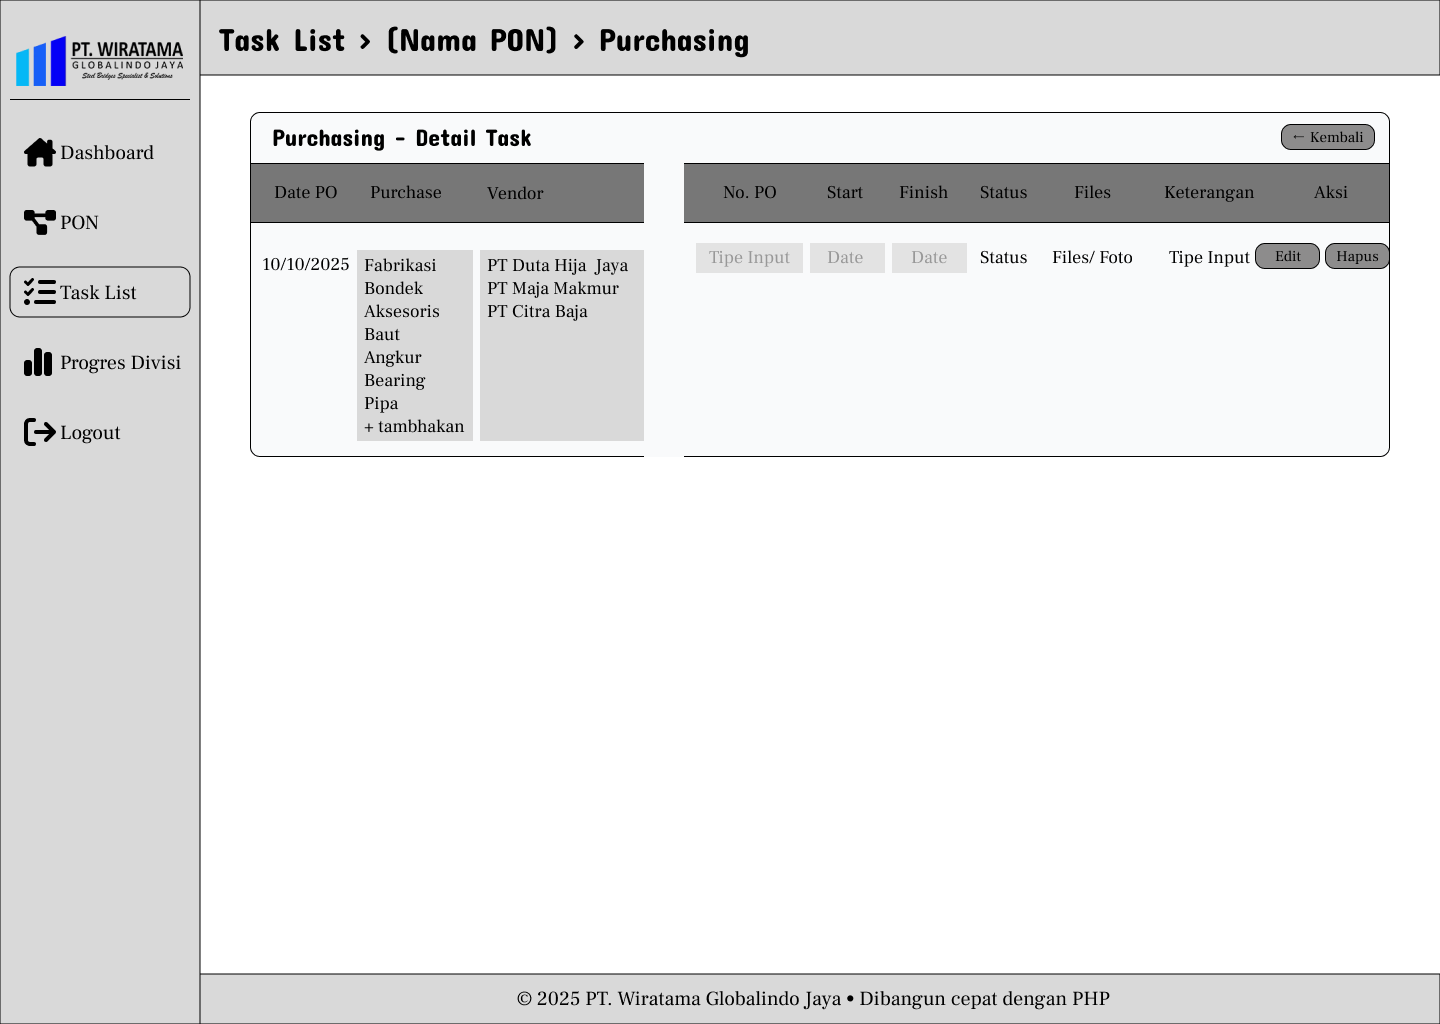 PT. WIRATAMA
GLOBALINDO JAYA
Steel Bridges Specialist & Solutions
Dashboard
PON
Task List
Progres Divisi
Logout
Task List › (Nama PON) › Purchasing
Purchasing - Detail Task
← Kembali
Date PO Purchase Vendor No. PO Start Finish Status Files Keterangan Aksi
10/10/2025
Fabrikasi
Bondek
Aksesoris
Baut
Angkur
Bearing
Pipa
+ tambhakan
PT Duta Hija Jaya
PT Maja Makmur
PT Citra Baja
Tipe Input Date Date Status Files/ Foto Tipe Input Edit Hapus
© 2025 PT. Wiratama Globalindo Jaya • Dibangun cepat dengan PHP